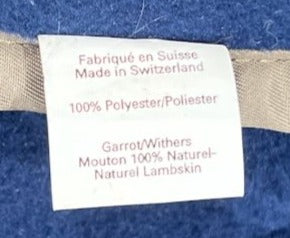 Fabriqué en Suisse
Made in Switzerland
100% Polyester/Poliester
Garrot/Withers
Mouton 100% Naturel-
Naturel Lambskin